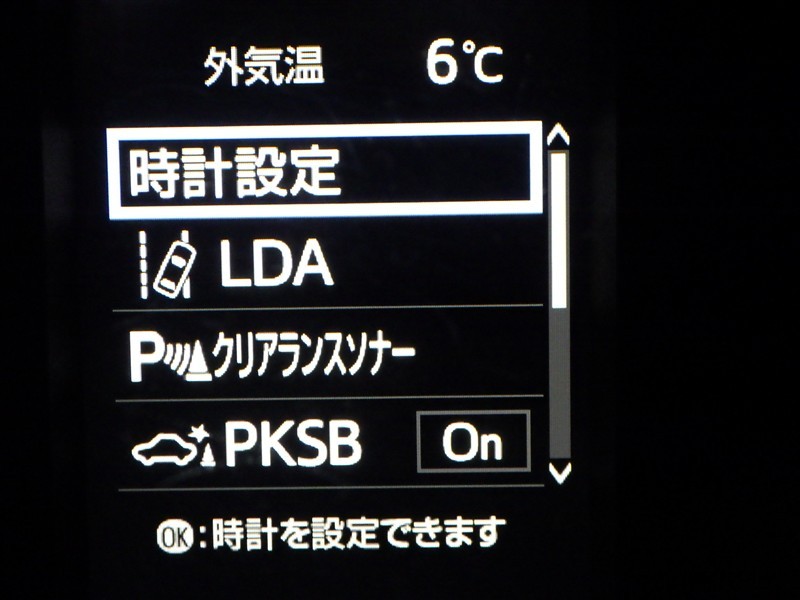 外気温 6℃
時計設定
LDA
Pクリアランスソナー
PKSB On
OK:時計を設定できます